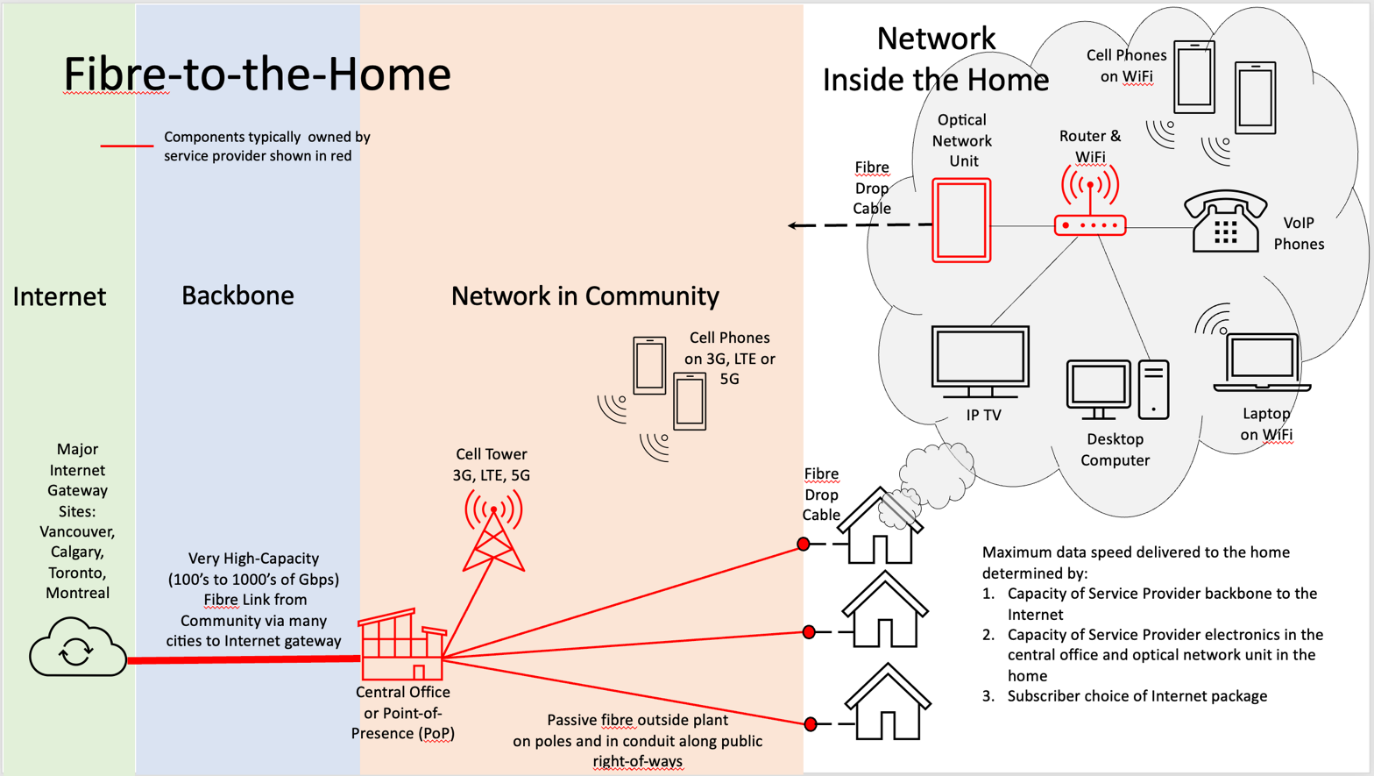 Fibre-to-the-Home
Components typically owned by
service provider shown in red
Internet
Backbone
Network in Community
Network
Inside the Home
Major
Internet
Gateway
Sites:
Vancouver,
Calgary,
Toronto,
Montreal
Very High-Capacity
(100's to 1000's of Gbps)
Fibre Link from
Community via many
cities to Internet gateway
Central Office
or Point-of-
Presence (PoP)
Cell Tower
3G, LTE, 5G
Cell Phones
on 3G, LTE or
5G
Passive fibre outside plant
on poles and in conduit along public
right-of-ways
Fibre
Drop
Cable
Fibre
Drop
Cable
Optical
Network
Unit
Router &
WiFi
Cell Phones
on WiFi
VoIP
Phones
IP TV
Desktop
Computer
Laptop
on WiFi
Maximum data speed delivered to the home
determined by:
1. Capacity of Service Provider backbone to the
Internet
2. Capacity of Service Provider electronics in the
central office and optical network unit in the
home
3. Subscriber choice of Internet package